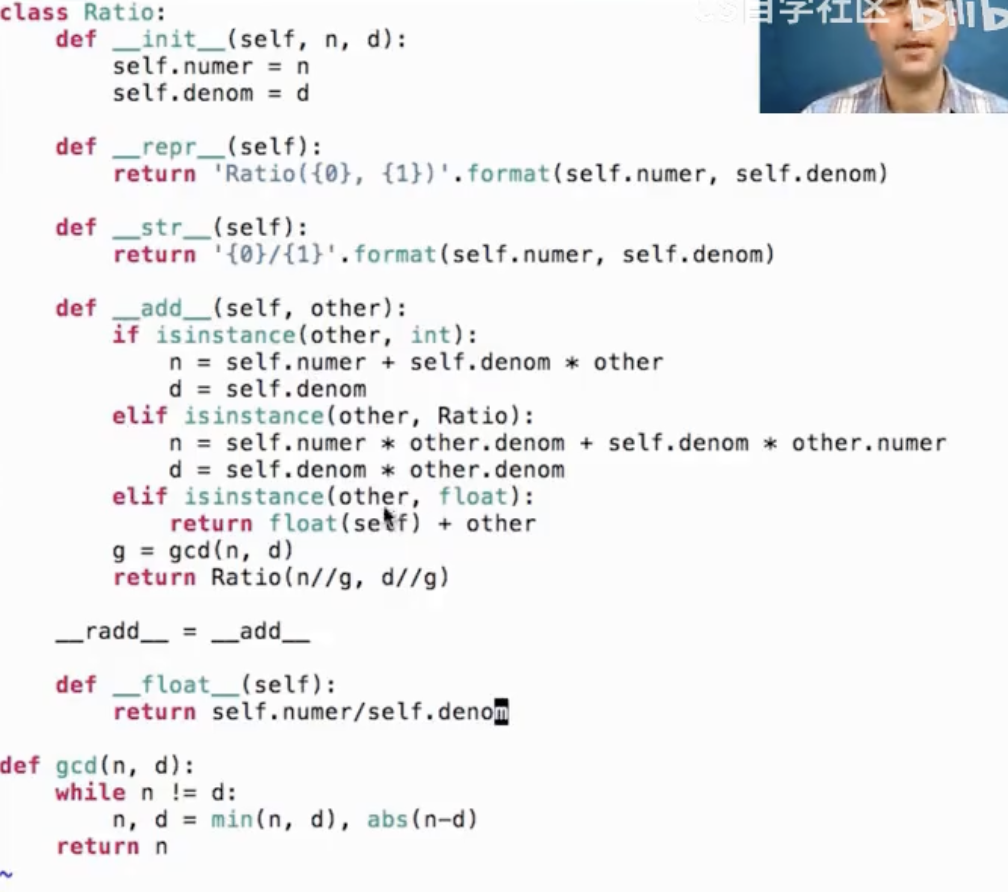 class Ratio:
    def __init__(self, n, d):
        self.numer = n
        self.denom = d

    def __repr__(self):
        return 'Ratio({0}, {1})'.format(self.numer, self.denom)

    def __str__(self):
        return '{0}/{1}'.format(self.numer, self.denom)

    def __add__(self, other):
        if isinstance(other, int):
            n = self.numer + self.denom * other
            d = self.denom
        elif isinstance(other, Ratio):
            n = self.numer * other.denom + self.denom * other.numer
            d = self.denom * other.denom
        elif isinstance(other, float):
            return float(self) + other
        g = gcd(n, d)
        return Ratio(n//g, d//g)

    __radd__ = __add__

    def __float__(self):
        return self.numer/self.denom

def gcd(n, d):
    while n != d:
        n, d = min(n, d), abs(n-d)
    return n
~
自学社区